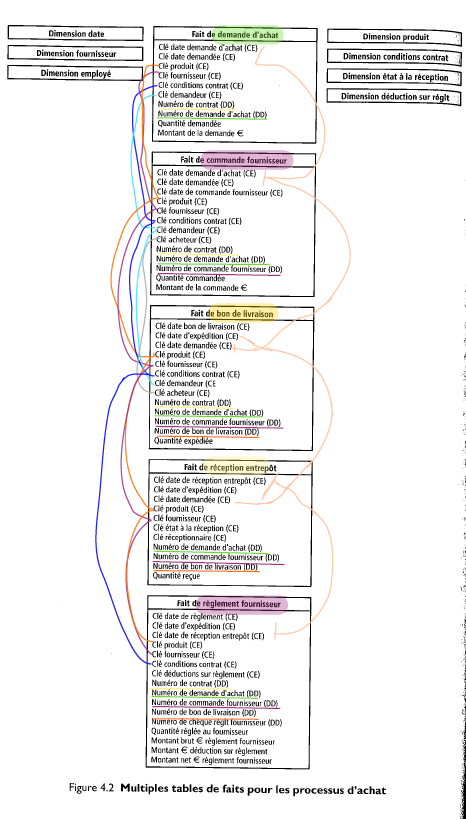 Dimension date
Dimension fournisseur
Dimension employé
Fait de demande d'achat
Clé date demande d'achat (CE)
Clé date demandée (CE)
Clé produit (CE)
Clé fournisseur (CE)
Clé conditions contrat (CE)
Clé demandeur (CE)
Numéro de contrat (DD)
Numéro de demande d'achat (DD)
Quantité demandée
Montant de la demande €
Dimension produit
Dimension conditions contrat
Dimension état à la réception
Dimension déduction sur réglt
Fait de commande fournisseur
Clé date demande d'achat (CE)
Clé date demandée (CE)
Clé date de commande fournisseur (CE)
Clé produit (CE)
Clé fournisseur (CE)
Clé conditions contrat (CE)
Clé demandeur (CE)
Clé acheteur (CE)
Numéro de contrat (DD)
Numéro de demande d'achat (DD)
Numéro de commande fournisseur (DD)
Quantité commandée
Montant de la commande €
Fait de bon de livraison
Clé date bon de livraison (CE)
Clé date d'expédition (CE)
Clé date demandée (CE)
Clé produit (CE)
Clé fournisseur (CE)
Clé conditions contrat (CE)
Clé demandeur (CE
Clé acheteur (CE)
Numéro de contrat (DD)
Numéro de demande d'achat (DD)
Numéro de commande fournisseur (DD)
Numéro de bon de livraison (DD)
Quantité expédiée
Fait de réception entrepôt
Clé date de réception entrepôt (CE)
Clé date d'expédition (CE)
Clé date demandée (CE)
Clé produit (CE)
Clé fournisseur (CE)
Clé état à la réception (CE)
Clé réceptionnaire (CE)
Numéro de demande d'achat (DD)
Numéro de commande fournisseur (DD)
Numéro de bon de livraison (DD)
Quantité reçue
Fait de règlement fournisseur
Clé date de règlement (CE)
Clé date d'expédition (CE)
Clé date de réception entrepôt (CE)
Clé produit (CE)
Clé fournisseur (CE)
Clé conditions contrat (CE)
Clé déductions sur règlement (CE)
Numéro de contrat (DD)
Numéro de demande d'achat (DD)
Numéro de commande fournisseur (DD)
Numéro de bon de livraison (DD)
Numéro de chèque réglt fournisseur (DD)
Quantité réglée au fournisseur
Montant brut € règlement fournisseur
Montant € déduction sur règlement
Montant net € règlement fournisseur
Figure 4.2 Multiples tables de faits pour les processus d'achat